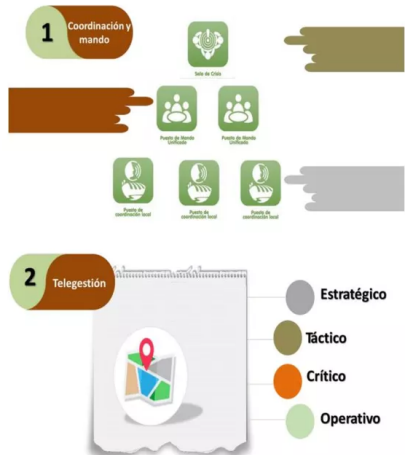 1
Coordinación y
mando
Sala de Crisis
Puesto de Mando
Unificado
Puesto de Mando
Unificado
Puesto de
coordinación local
Puesto de
coordinación local
Puesto de
coordinación local
2
Telegestión
Estratégico
Táctico
Crítico
Operativo